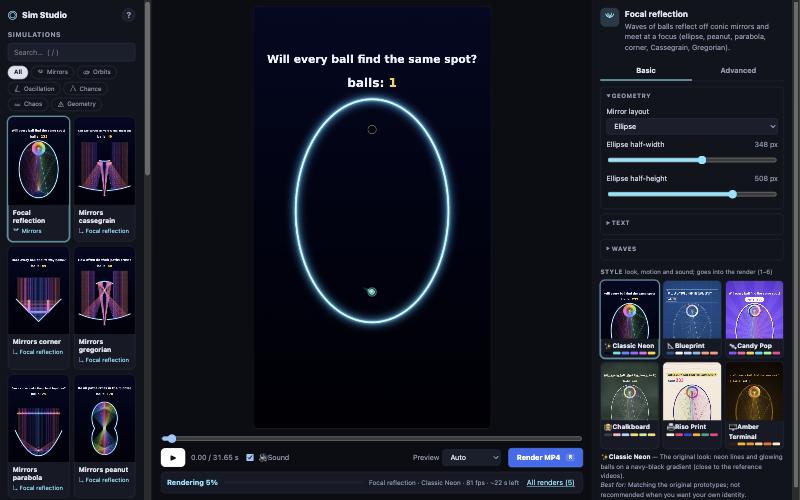 Sim Studio
?
SIMULATIONS
Search... ( / )
All
Mirrors
Orbits
Oscillation
Chance
Chaos
Geometry
Focal reflection
Mirrors
Mirrors cassegrain
Focal reflection
Mirrors corner
Focal reflection
Mirrors gregorian
Focal reflection
Mirrors parabola
Focal reflection
Mirrors peanut
Focal reflection
Will every ball find the same spot?
balls: 1
0.00 / 31.65 s
Sound
Preview
Auto
Render MP4 R
Rendering 5%
Focal reflection · Classic Neon · 81 fps · ~22 s left
All renders (5)
Focal reflection
Waves of balls reflect off conic mirrors and
meet at a focus (ellipse, peanut, parabola,
corner, Cassegrain, Gregorian).
Basic
Advanced
GEOMETRY
Mirror layout
Ellipse
Ellipse half-width
348 px
Ellipse half-height
508 px
TEXT
WAVES
STYLE look, motion and sound; goes into the render (1–6)
Classic Neon
Blueprint
Candy Pop
Chalkboard
Riso Print
Amber Terminal
Classic Neon — The original look: neon lines and glowing
balls on a navy-black gradient (close to the reference
videos).
Best for: Matching the original prototypes; not
recommended when you want your own identity.